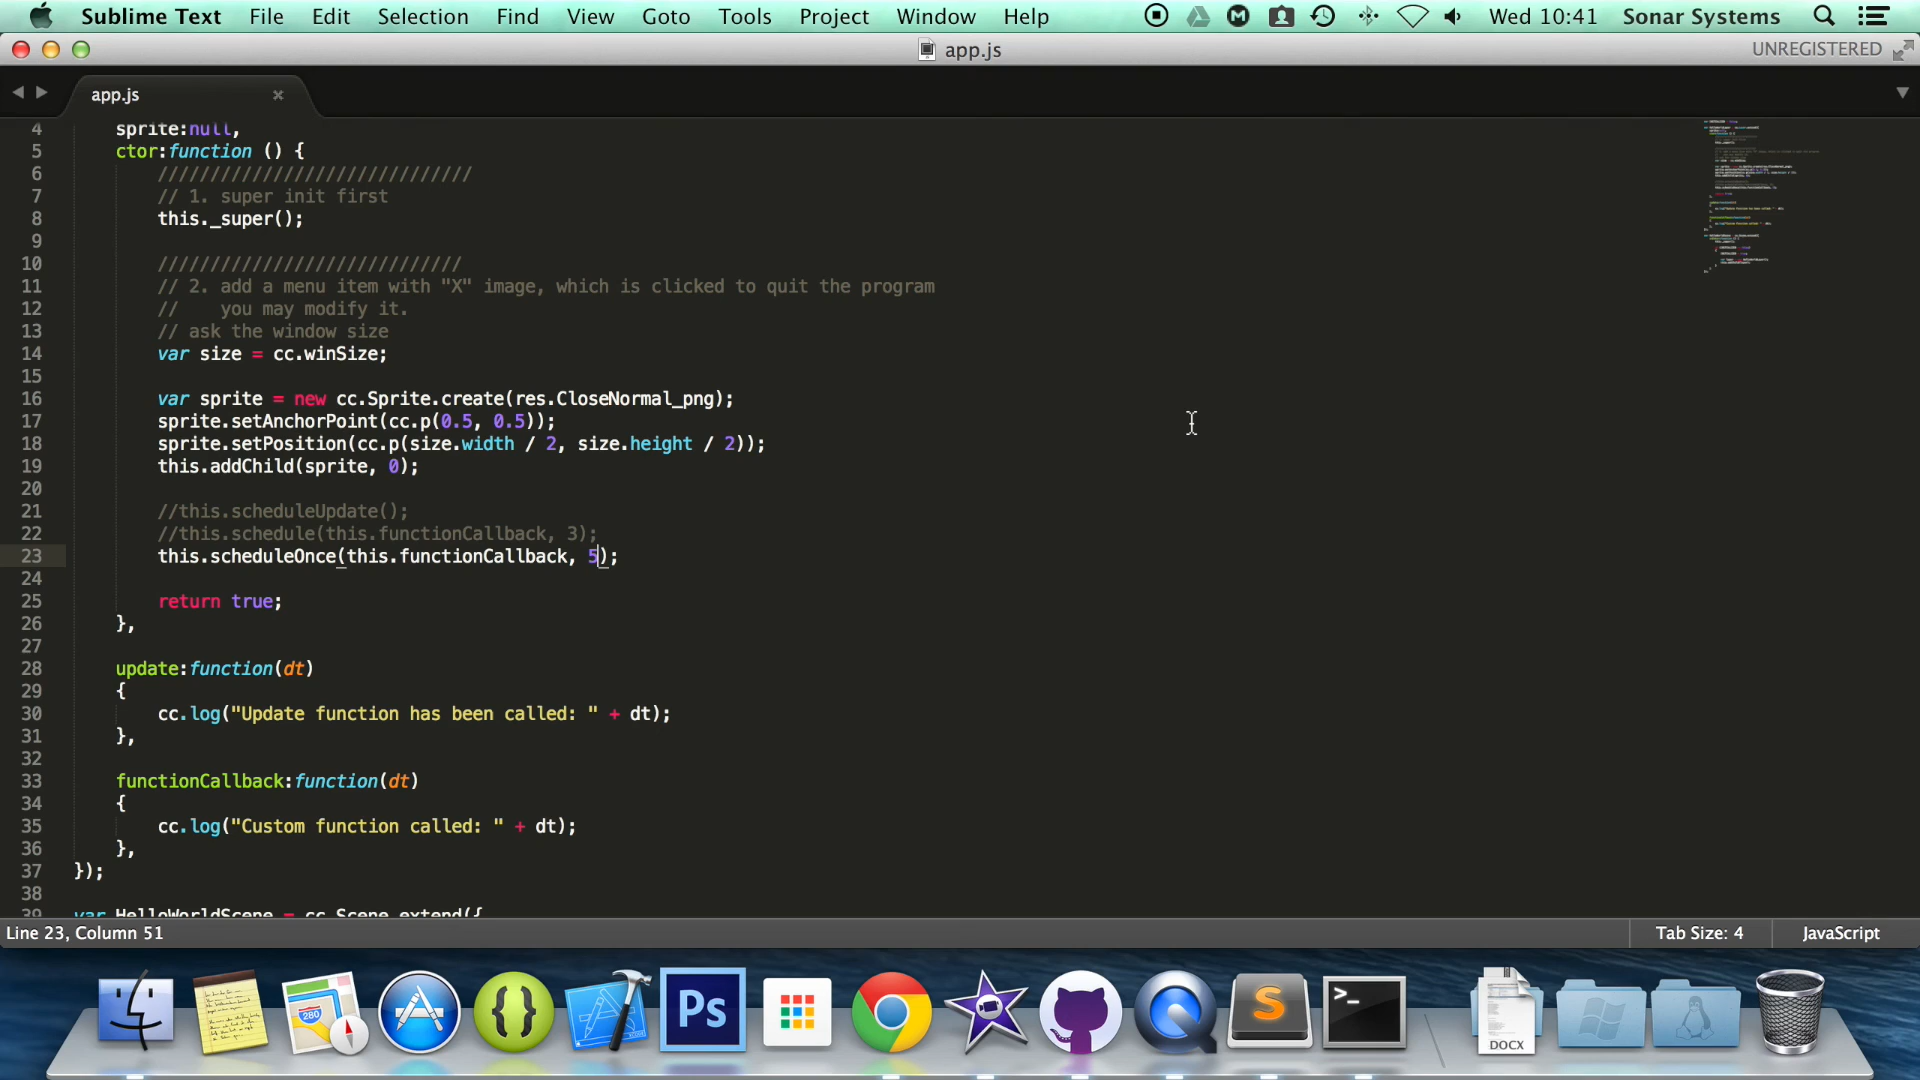 Sublime Text File Edit Selection Find View Goto Tools Project Window Help Wed 10:41 Sonar Systems
app.js UNREGISTERED
app.js
4 sprite:null,
5 ctor:function () {
6 //////////////////////////////
7 // 1. super init first
8 this._super();
9
10 /////////////////////////////
11 // 2. add a menu item with "X" image, which is clicked to quit the program
12 //    you may modify it.
13 // ask the window size
14 var size = cc.winSize;
15
16 var sprite = new cc.Sprite.create(res.CloseNormal_png);
17 sprite.setAnchorPoint(cc.p(0.5, 0.5));
18 sprite.setPosition(cc.p(size.width / 2, size.height / 2));
19 this.addChild(sprite, 0);
20
21 //this.scheduleUpdate();
22 //this.schedule(this.functionCallback, 3);
23 this.scheduleOnce(this.functionCallback, 5);
24
25 return true;
26 },
27
28 update:function(dt)
29 {
30 cc.log("Update function has been called: " + dt);
31 },
32
33 functionCallback:function(dt)
34 {
35 cc.log("Custom function called: " + dt);
36 },
37 });
38
39 var HelloWorldScene = cc.Scene.extend({
Line 23, Column 51 Tab Size: 4 JavaScript
280
Ps
S
>_
DOCX